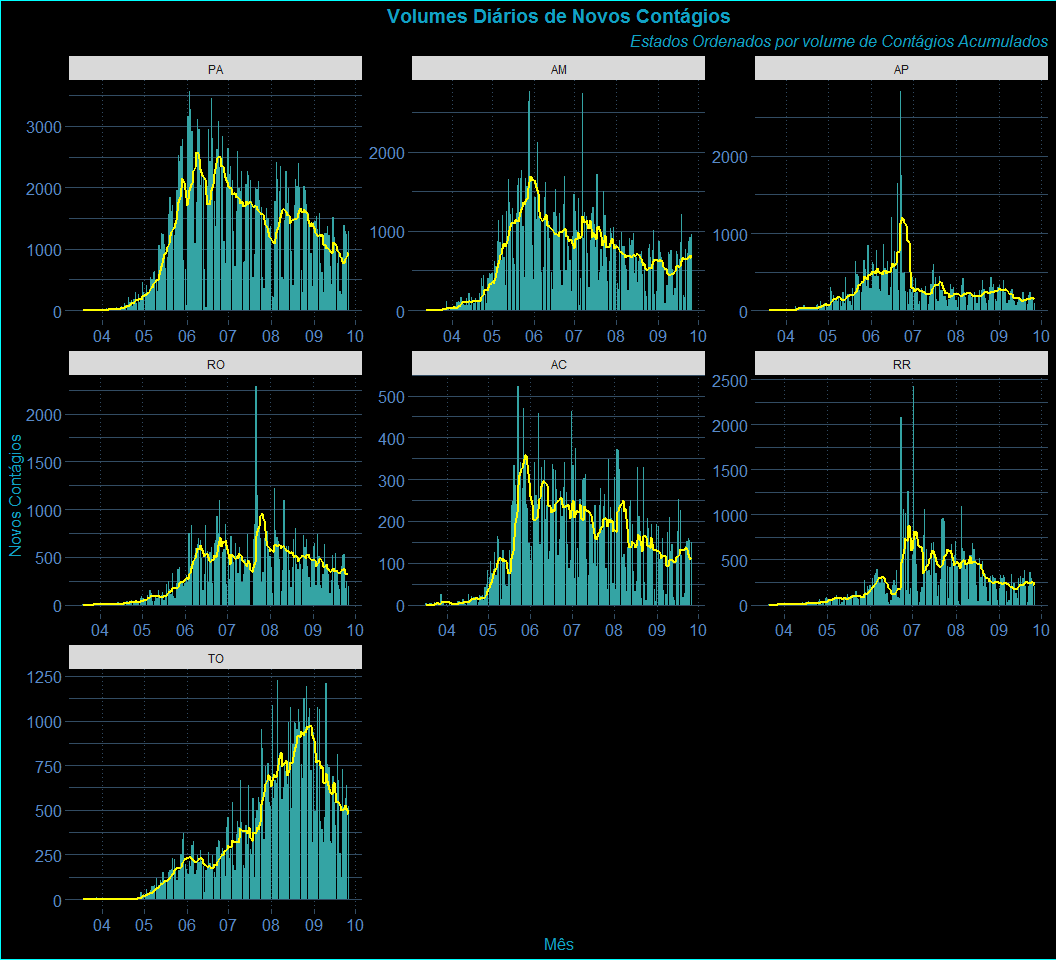 Volumes Diários de Novos Contágios
Estados Ordenados por volume de Contágios Acumulados
PA
AM
AP
3000
2000
1000
0
04 05 06 07 08 09 10
2000
1000
0
04 05 06 07 08 09 10
2000
1000
0
04 05 06 07 08 09 10
RO
AC
RR
2000
1500
1000
500
0
04 05 06 07 08 09 10
500
400
300
200
100
0
04 05 06 07 08 09 10
2500
2000
1500
1000
500
0
04 05 06 07 08 09 10
TO
1250
1000
750
500
250
0
04 05 06 07 08 09 10
Novos Contágios
Mês